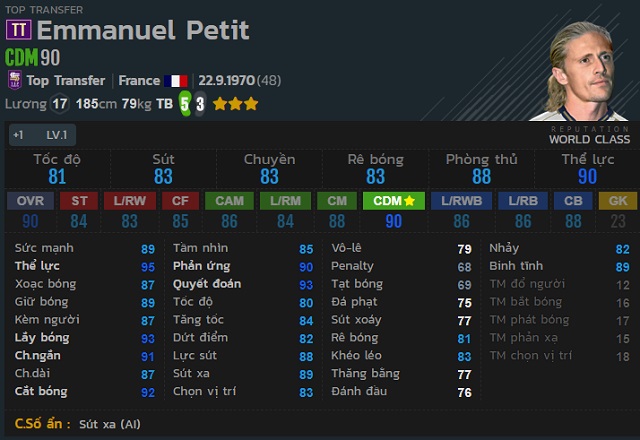 TOP TRANSFER
TT Emmanuel Petit
CDM 90
Top Transfer France 22.9.1970 (48)
Lương 17 185cm 79kg TB 5 3
+1 LV.1
REPUTATION
WORLD CLASS
Tốc độ Sút Chuyền Rê bóng Phòng thủ Thể lực
81 83 83 83 88 90
OVR ST L/RW CF CAM L/RM CM CDM L/RWB L/RB CB GK
90 84 83 85 86 84 88 90 86 86 88 23
Sức mạnh 89 Tầm nhìn 85 Vô-lê 79 Nhảy 82
Thể lực 95 Phản ứng 90 Penalty 68 Bình tĩnh 89
Xoạc bóng 87 Quyết đoán 93 Tạt bóng 69 TM đổ người 12
Giữ bóng 89 Tốc độ 80 Đá phạt 75 TM bắt bóng 16
Kèm người 87 Tăng tốc 84 Sút xoáy 77 TM phát bóng 17
Lấy bóng 93 Dứt điểm 82 Rê bóng 81 TM phản xạ 15
Ch.ngắn 91 Lực sút 88 Khéo léo 83 TM chọn vị trí 18
Ch.dài 87 Sút xa 89 Thăng bằng 77
Cắt bóng 92 Chọn vị trí 83 Đánh đầu 76
C.Số ẩn : Sút xa (AI)